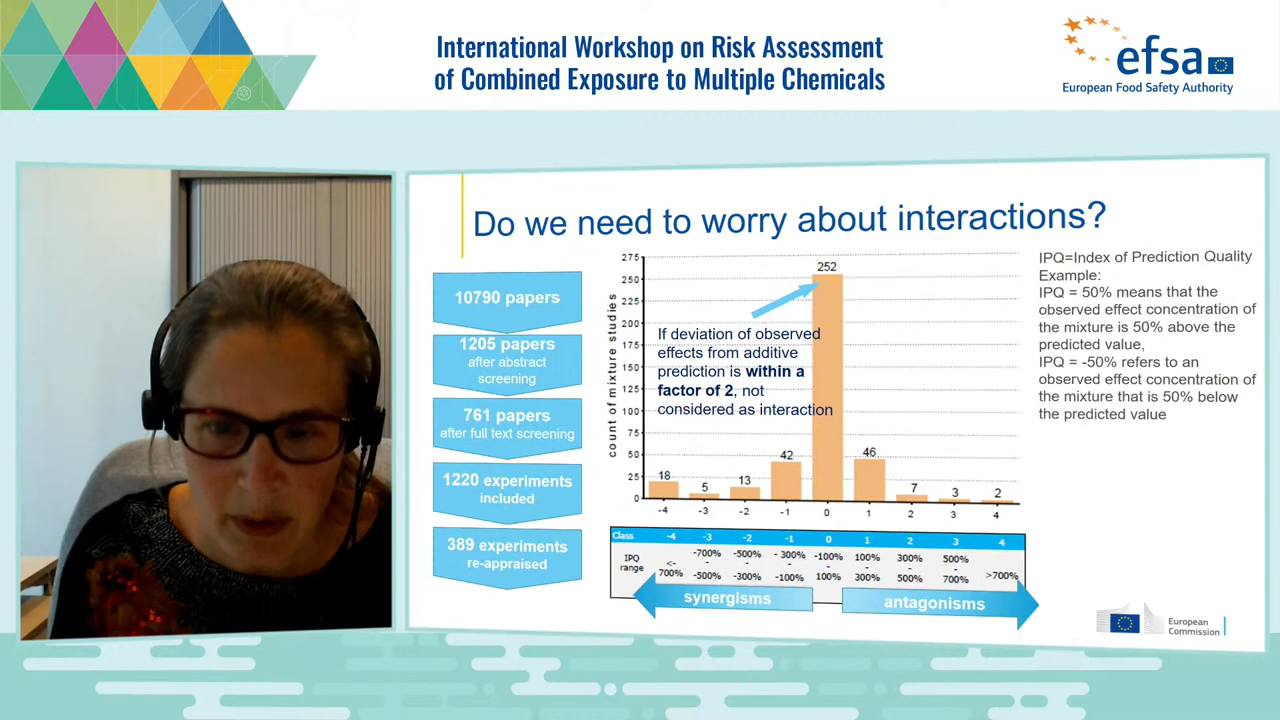 International Workshop on Risk Assessment
of Combined Exposure to Multiple Chemicals
efsa
European Food Safety Authority
Do we need to worry about interactions?
10790 papers
1205 papers
after abstract
screening
761 papers
after full text screening
1220 experiments
included
389 experiments
re-appraised
count of mixture studies
275
250
225
200
175
150
125
100
75
50
25
0
18
5
13
42
252
46
7
3
2
-4
-3
-2
-1
0
1
2
3
4
If deviation of observed
effects from additive
prediction is within a
factor of 2, not
considered as interaction
Class -4 -3 -2 -1 0 1 2 3 4
IPQ range
<-700%
-700% - -500%
-500% - -300%
- 300% - -100%
-100% 100%
100% - 300%
300% - 500%
500% - 700%
>700%
synergisms
antagonisms
IPQ=Index of Prediction Quality
Example:
IPQ = 50% means that the
observed effect concentration of
the mixture is 50% above the
predicted value,
IPQ = -50% refers to an
observed effect concentration of
the mixture that is 50% below
the predicted value
European
Commission